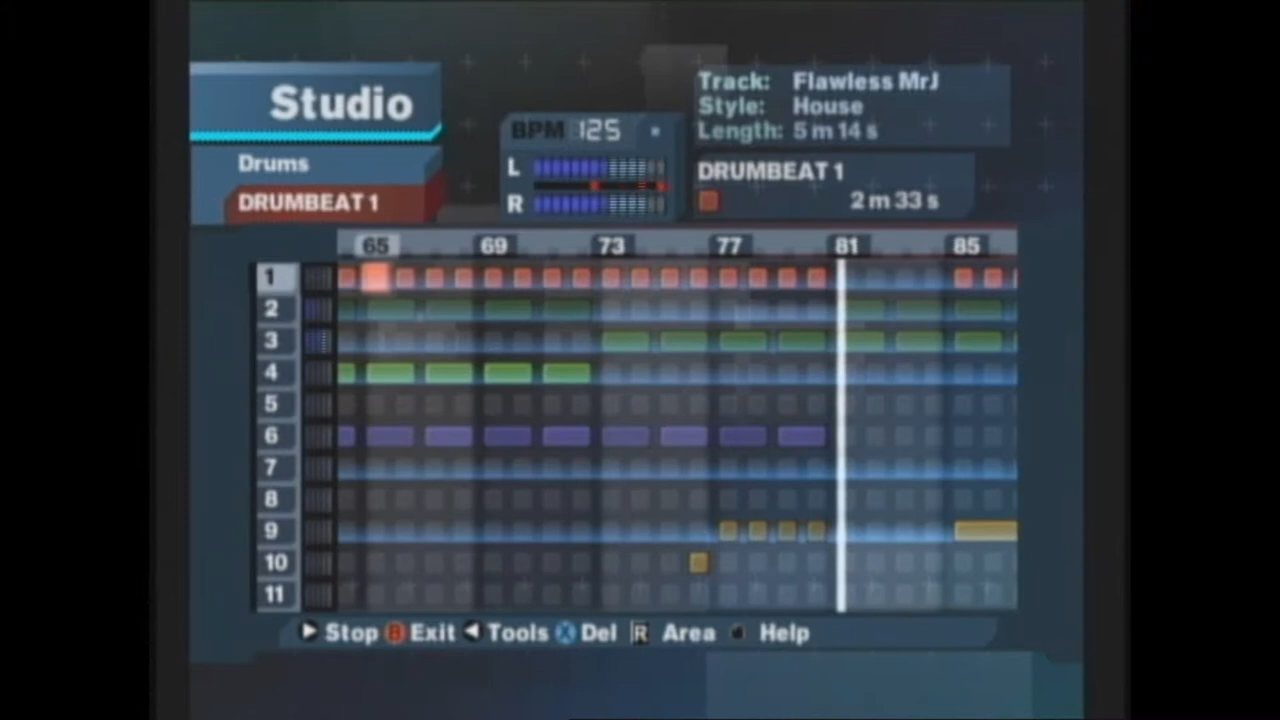 Studio
Drums
DRUMBEAT 1
BPM 125
L
R
Track: Flawless MrJ
Style: House
Length: 5 m 14 s
DRUMBEAT 1
2 m 33 s
65 69 73 77 81 85
1
2
3
4
5
6
7
8
9
10
11
Stop B Exit Tools X Del R Area Help